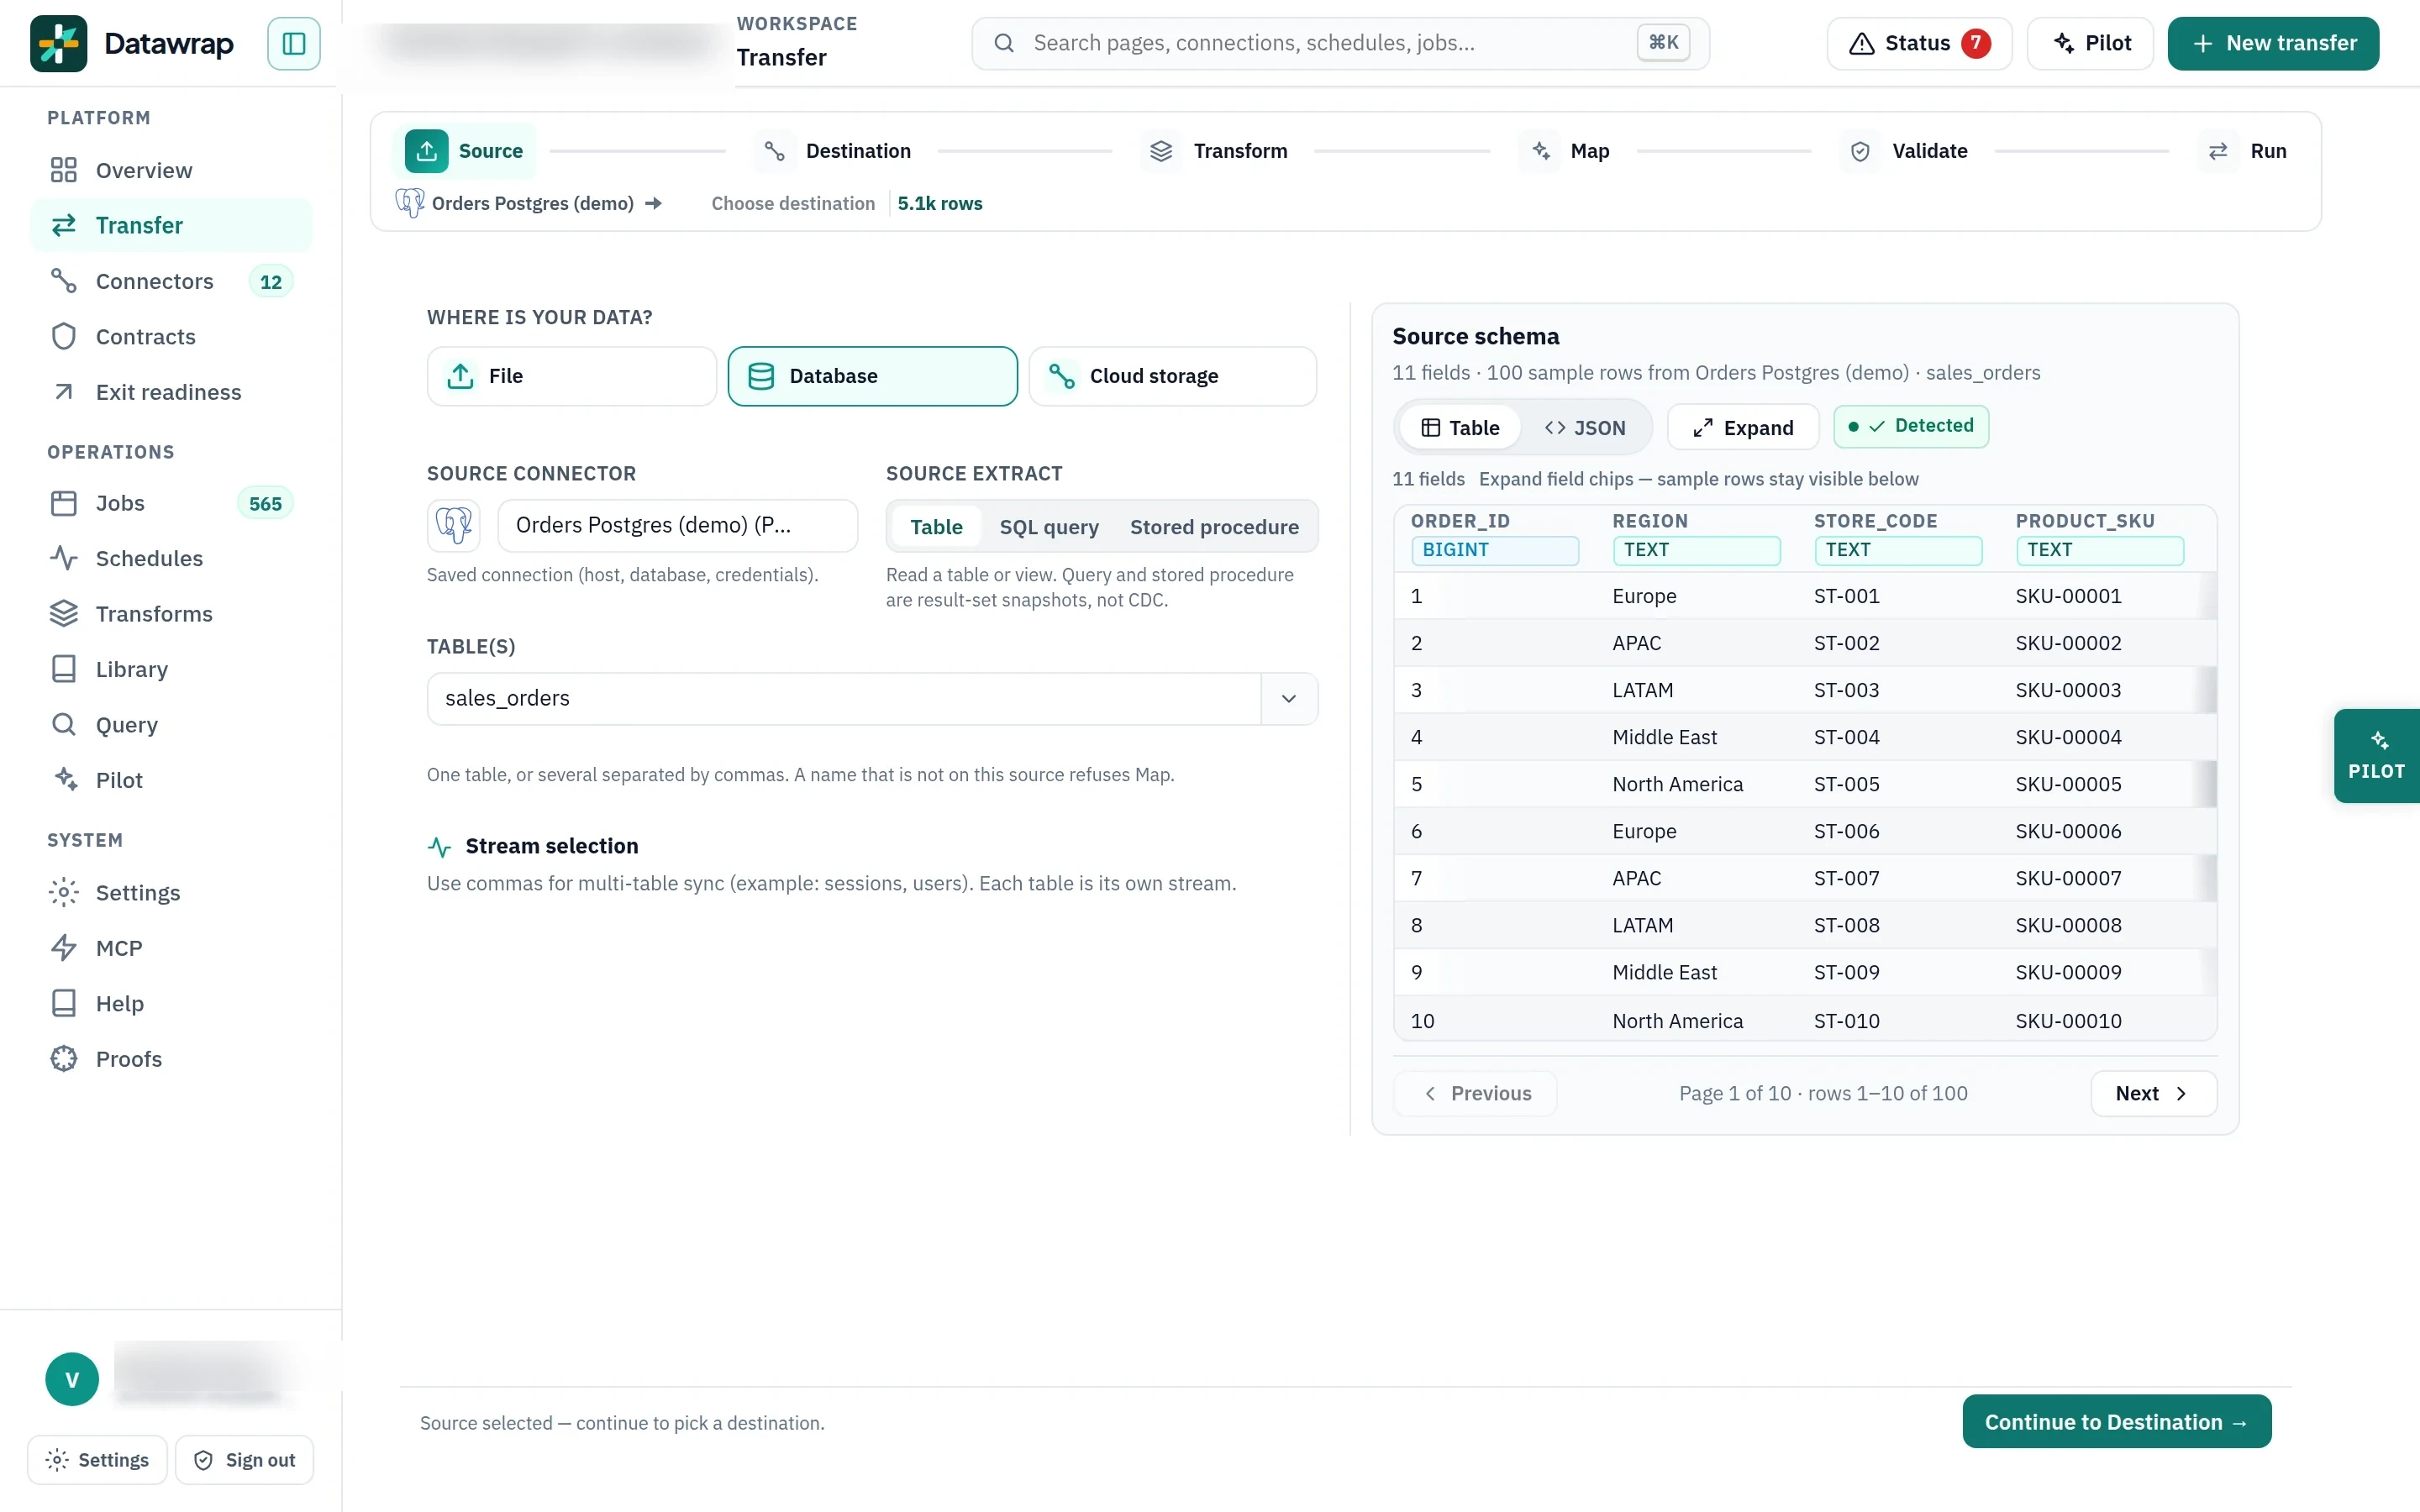 Datawrap
WORKSPACE
Transfer
Search pages, connections, schedules, jobs...
⌘K
Status 7
Pilot
+ New transfer
PLATFORM
Overview
Transfer
Connectors 12
Contracts
Exit readiness
OPERATIONS
Jobs 565
Schedules
Transforms
Library
Query
Pilot
SYSTEM
Settings
MCP
Help
Proofs
V
Settings
Sign out
Source
Destination
Transform
Map
Validate
Run
Orders Postgres (demo) → Choose destination 5.1k rows
WHERE IS YOUR DATA?
File
Database
Cloud storage
SOURCE CONNECTOR
Orders Postgres (demo) (P...
Saved connection (host, database, credentials).
SOURCE EXTRACT
Table SQL query Stored procedure
Read a table or view. Query and stored procedure
are result-set snapshots, not CDC.
TABLE(S)
sales_orders
One table, or several separated by commas. A name that is not on this source refuses Map.
Stream selection
Use commas for multi-table sync (example: sessions, users). Each table is its own stream.
Source schema
11 fields · 100 sample rows from Orders Postgres (demo) · sales_orders
Table
JSON
Expand
Detected
11 fields Expand field chips — sample rows stay visible below
ORDER_ID REGION STORE_CODE PRODUCT_SKU
BIGINT TEXT TEXT TEXT
1 Europe ST-001 SKU-00001
2 APAC ST-002 SKU-00002
3 LATAM ST-003 SKU-00003
4 Middle East ST-004 SKU-00004
5 North America ST-005 SKU-00005
6 Europe ST-006 SKU-00006
7 APAC ST-007 SKU-00007
8 LATAM ST-008 SKU-00008
9 Middle East ST-009 SKU-00009
10 North America ST-010 SKU-00010
Previous
Page 1 of 10 · rows 1–10 of 100
Next
PILOT
Source selected — continue to pick a destination.
Continue to Destination →